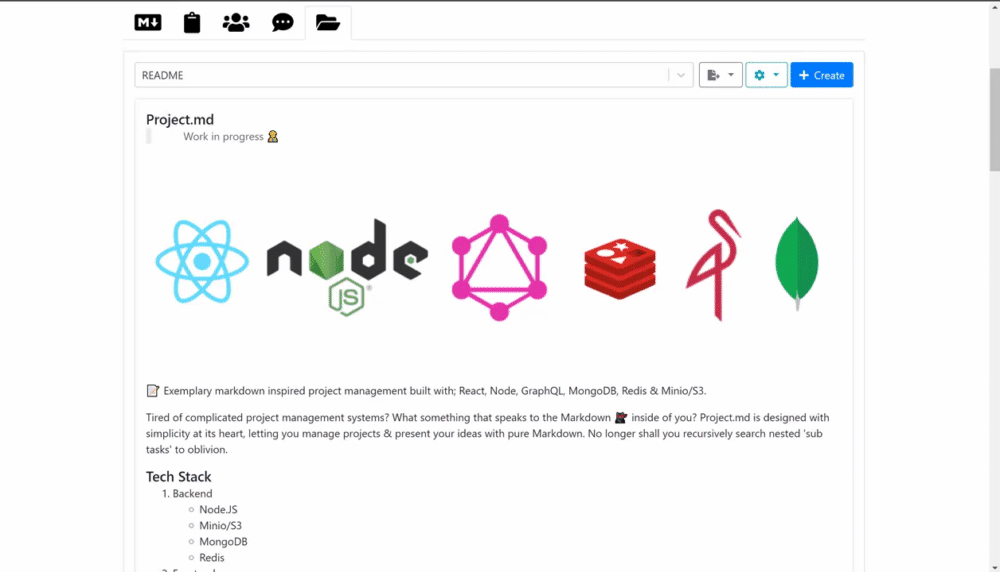 M
README
Create
Project.md
Work in progress
node
JS
Exemplary markdown inspired project management built with; React, Node, GraphQL, MongoDB, Redis & Minio/S3.
Tired of complicated project management systems? What something that speaks to the Markdown inside of you? Project.md is designed with
simplicity at its heart, letting you manage projects & present your ideas with pure Markdown. No longer shall you recursively search nested 'sub
tasks' to oblivion.
Tech Stack
1. Backend
Node.JS
Minio/S3
MongoDB
Redis